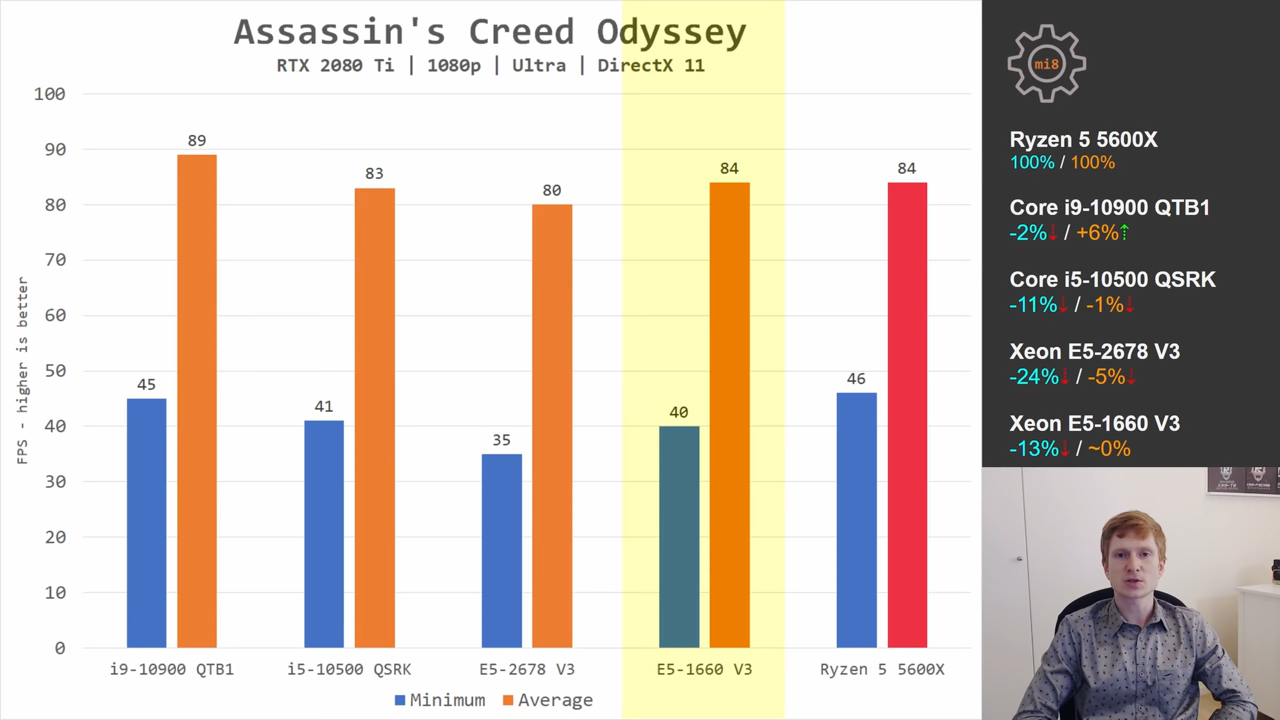 Assassin's Creed Odyssey
RTX 2080 Ti | 1080p | Ultra | DirectX 11
FPS - higher is better
100
90
80
70
60
50
40
30
20
10
0
89
83
80
84
84
45
41
35
40
46
i9-10900 QTB1
i5-10500 QSRK
E5-2678 V3
E5-1660 V3
Ryzen 5 5600X
Minimum
Average
mi8
Ryzen 5 5600X
100% / 100%
Core i9-10900 QTB1
-2%↓ / +6%↑
Core i5-10500 QSRK
-11%↓ / -1%↓
Xeon E5-2678 V3
-24%↓ / -5%↓
Xeon E5-1660 V3
-13%↓ / ~0%